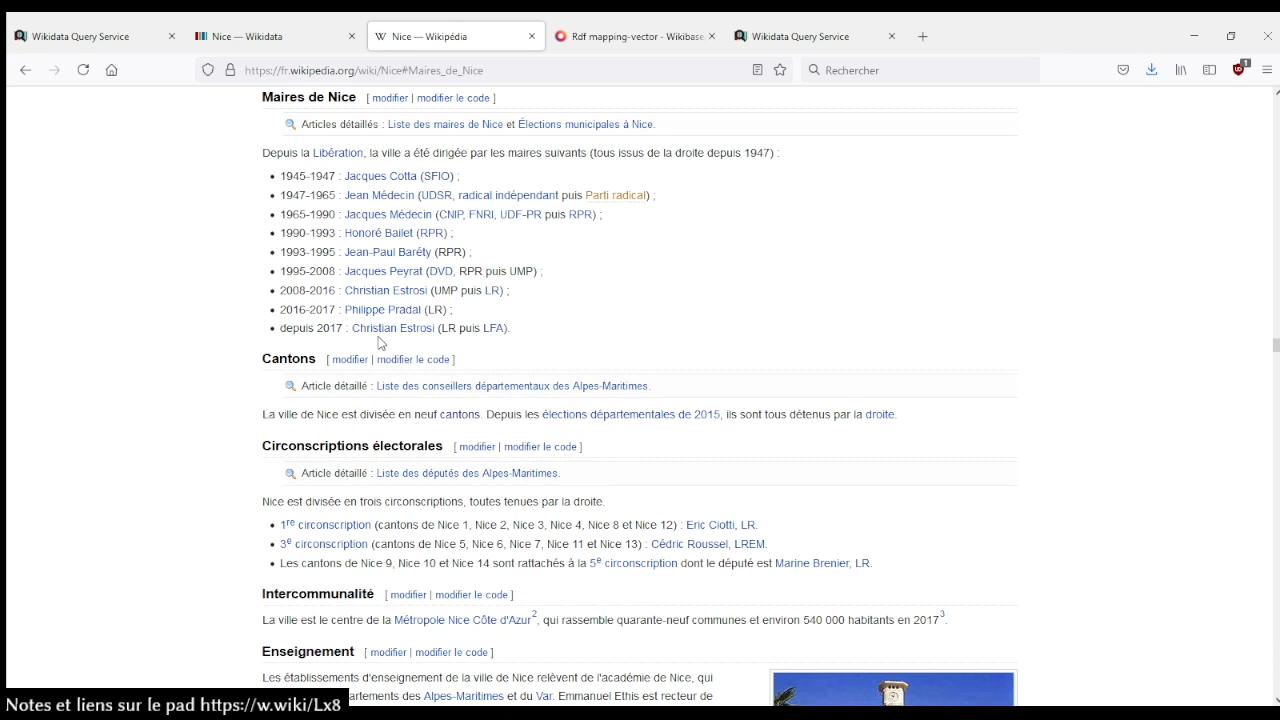 Wikidata Query Service
Nice — Wikidata
Nice — Wikipédia
Rdf mapping-vector - Wikibase
Wikidata Query Service
https://fr.wikipedia.org/wiki/Nice#Maires_de_Nice
Rechercher
1
Maires de Nice [ modifier | modifier le code ]
Articles détaillés : Liste des maires de Nice et Élections municipales à Nice.
Depuis la Libération, la ville a été dirigée par les maires suivants (tous issus de la droite depuis 1947) :
1945-1947 : Jacques Cotta (SFIO) ;
1947-1965 : Jean Médecin (UDSR, radical indépendant puis Parti radical) ;
1965-1990 : Jacques Médecin (CNIP, FNRI, UDF-PR puis RPR) ;
1990-1993 : Honoré Bailet (RPR) ;
1993-1995 : Jean-Paul Baréty (RPR) ;
1995-2008 : Jacques Peyrat (DVD, RPR puis UMP) ;
2008-2016 : Christian Estrosi (UMP puis LR) ;
2016-2017 : Philippe Pradal (LR) ;
depuis 2017 : Christian Estrosi (LR puis LFA).
Cantons [ modifier | modifier le code ]
Article détaillé : Liste des conseillers départementaux des Alpes-Maritimes.
La ville de Nice est divisée en neuf cantons. Depuis les élections départementales de 2015, ils sont tous détenus par la droite.
Circonscriptions électorales [ modifier | modifier le code ]
Article détaillé : Liste des députés des Alpes-Maritimes.
Nice est divisée en trois circonscriptions, toutes tenues par la droite.
1re circonscription (cantons de Nice 1, Nice 2, Nice 3, Nice 4, Nice 8 et Nice 12) : Eric Ciotti, LR.
3e circonscription (cantons de Nice 5, Nice 6, Nice 7, Nice 11 et Nice 13) : Cédric Roussel, LREM.
Les cantons de Nice 9, Nice 10 et Nice 14 sont rattachés à la 5e circonscription dont le député est Marine Brenier, LR.
Intercommunalité [ modifier | modifier le code ]
La ville est le centre de la Métropole Nice Côte d'Azur2, qui rassemble quarante-neuf communes et environ 540 000 habitants en 20173.
Enseignement [ modifier | modifier le code ]
Les établissements d'enseignement de la ville de Nice relèvent de l'académie de Nice, qui
artements des Alpes-Maritimes et du Var. Emmanuel Ethis est recteur de
Notes et liens sur le pad https://w.wiki/Lx8